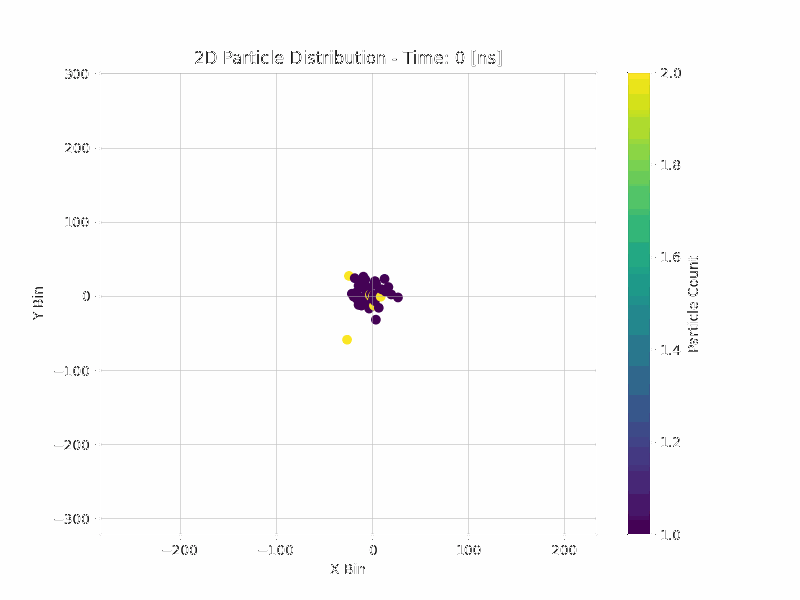 2D Particle Distribution - Time: 0 [ns]
300
200
100
0
−100
−200
−300
Y Bin
−200 −100 0 100 200
X Bin
2.0
1.8
1.6
1.4
1.2
1.0
Particle Count